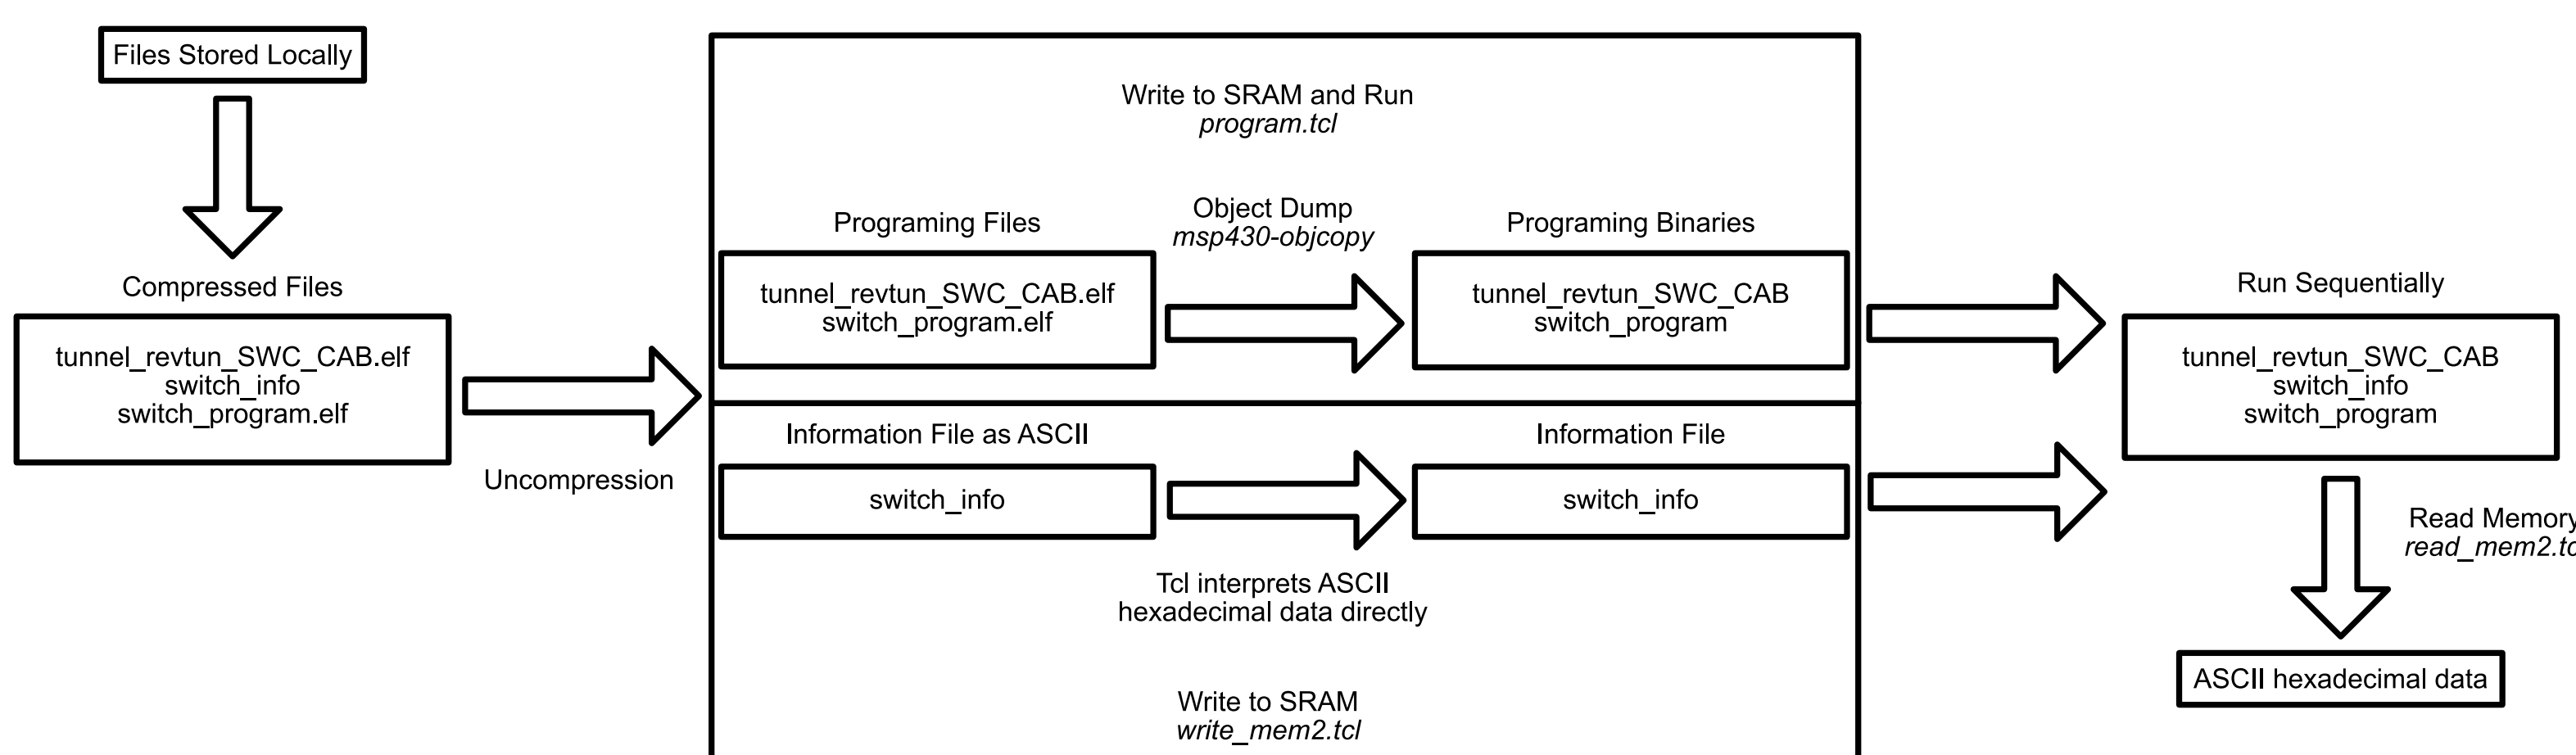 Files Stored Locally
Compressed Files
tunnel_revtun_SWC_CAB.elf
switch_info
switch_program.elf
Uncompression
Write to SRAM and Run
program.tcl
Programing Files
tunnel_revtun_SWC_CAB.elf
switch_program.elf
Object Dump
msp430-objcopy
Programing Binaries
tunnel_revtun_SWC_CAB
switch_program
Information File as ASCII
switch_info
Information File
switch_info
Tcl interprets ASCII
hexadecimal data directly
Write to SRAM
write_mem2.tcl
Run Sequentially
tunnel_revtun_SWC_CAB
switch_info
switch_program
Read Memory
read_mem2.tc
ASCII hexadecimal data